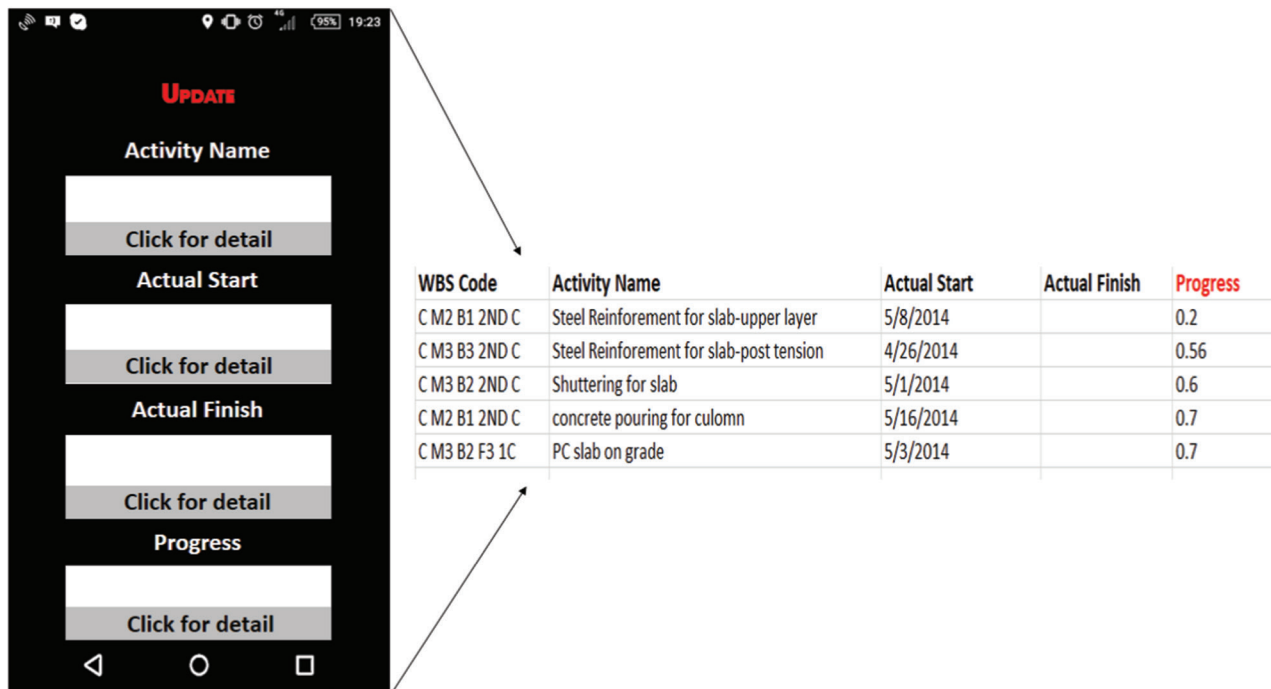 4G 95% 19:23
UPDATE
Activity Name
Click for detail
Actual Start
Click for detail
Actual Finish
Click for detail
Progress
Click for detail
WBS Code Activity Name Actual Start Actual Finish Progress
C M2 B1 2ND C Steel Reinforement for slab-upper layer 5/8/2014 0.2
C M3 B3 2ND C Steel Reinforement for slab-post tension 4/26/2014 0.56
C M3 B2 2ND C Shuttering for slab 5/1/2014 0.6
C M2 B1 2ND C concrete pouring for culomn 5/16/2014 0.7
C M3 B2 F3 1C PC slab on grade 5/3/2014 0.7